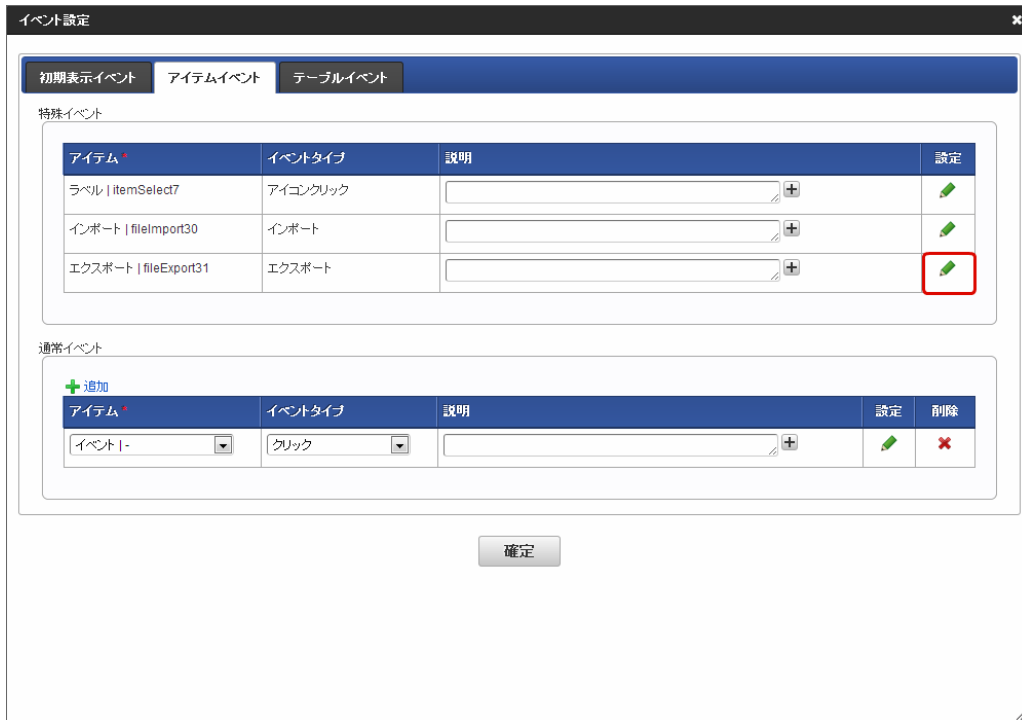 イベント設定
初期表示イベント アイテムイベント テーブルイベント
特殊イベント
アイテム* イベントタイプ 説明 設定
ラベル | itemSelect7 アイコンクリック
インポート | fileImport30 インポート
エクスポート | fileExport31 エクスポート
通常イベント
追加
アイテム* イベントタイプ 説明 設定 削除
イベント | - クリック
確定